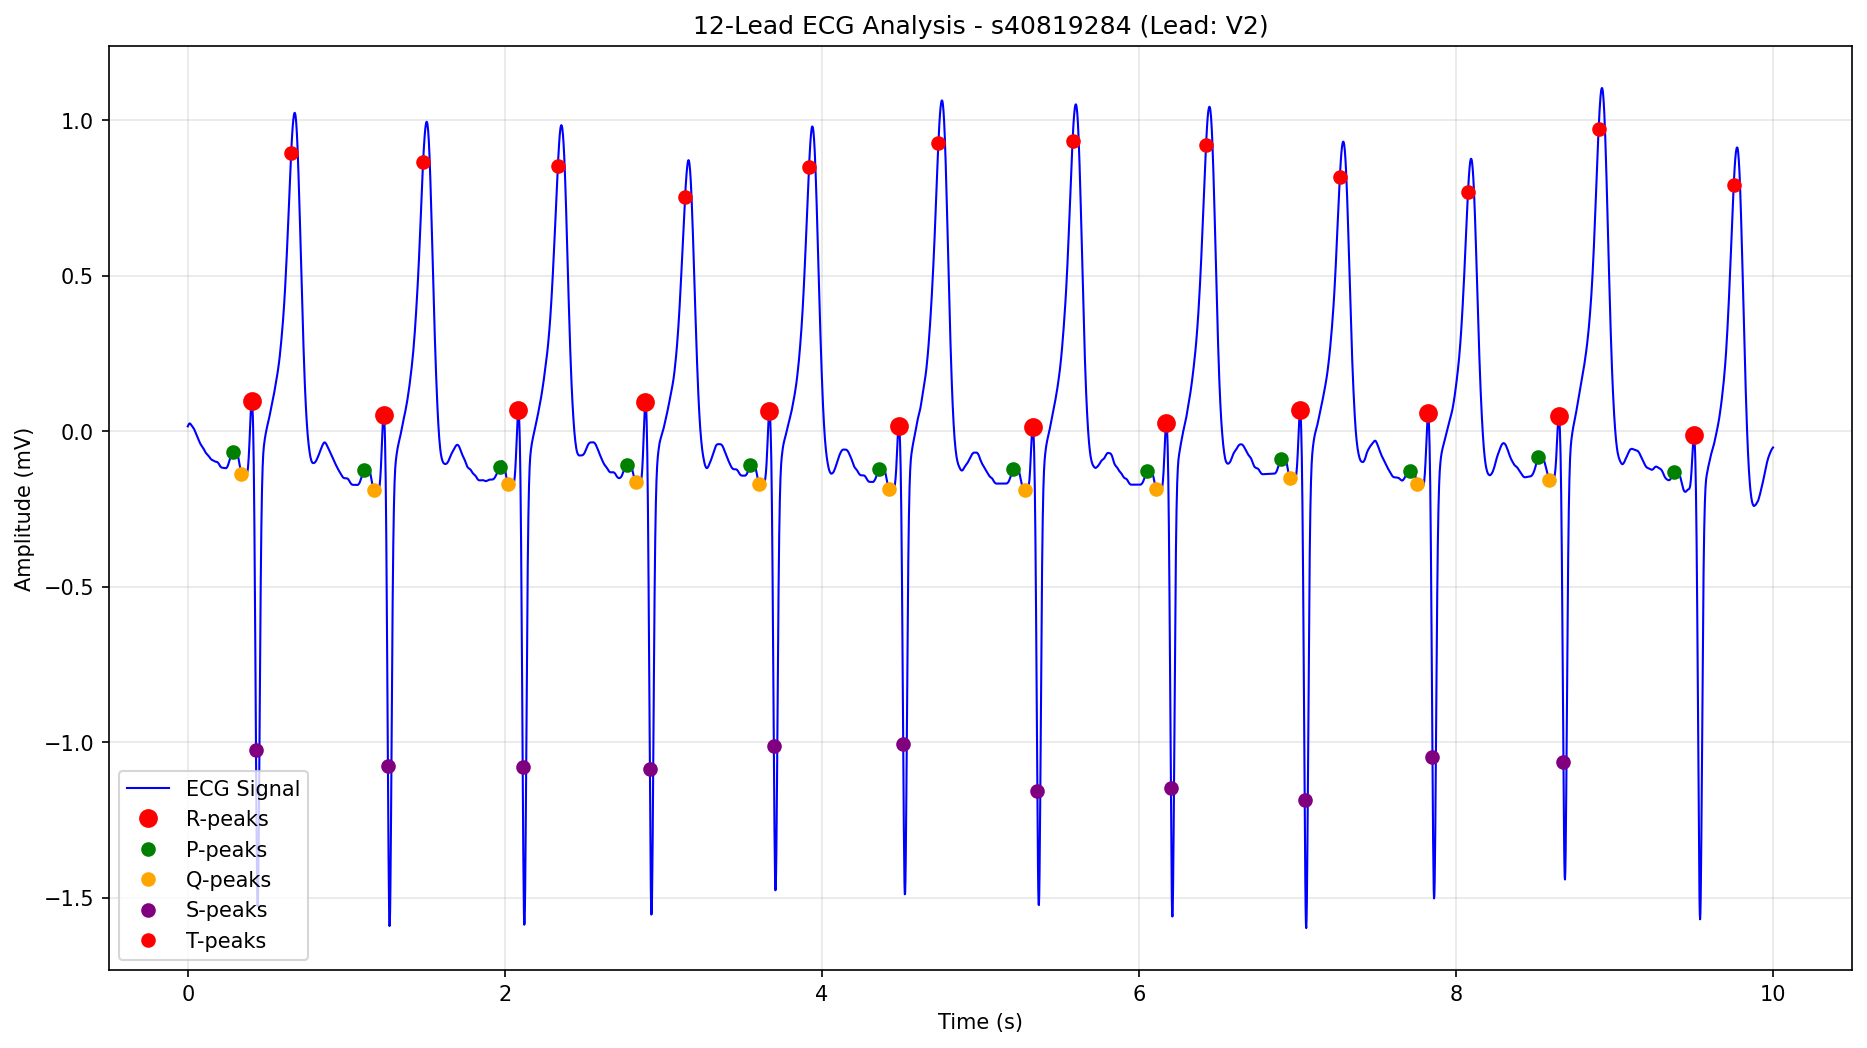 12-Lead ECG Analysis - s40819284 (Lead: V2)
Amplitude (mV)
1.0
0.5
0.0
−0.5
−1.0
−1.5
ECG Signal
R-peaks
P-peaks
Q-peaks
S-peaks
T-peaks
0 2 4 6 8 10
Time (s)